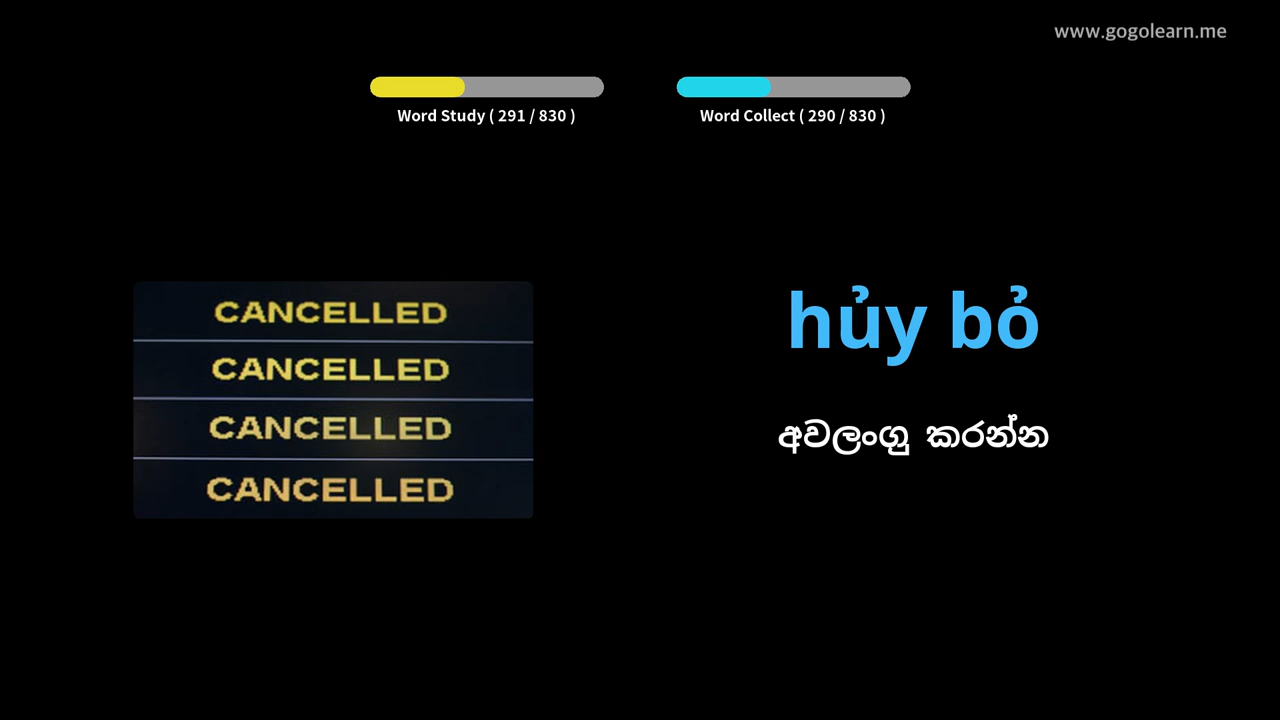 www.gogolearn.me
Word Study ( 291 / 830 )
Word Collect ( 290 / 830 )
CANCELLED
CANCELLED
CANCELLED
CANCELLED
hủy bỏ
අවලංගු කරන්න